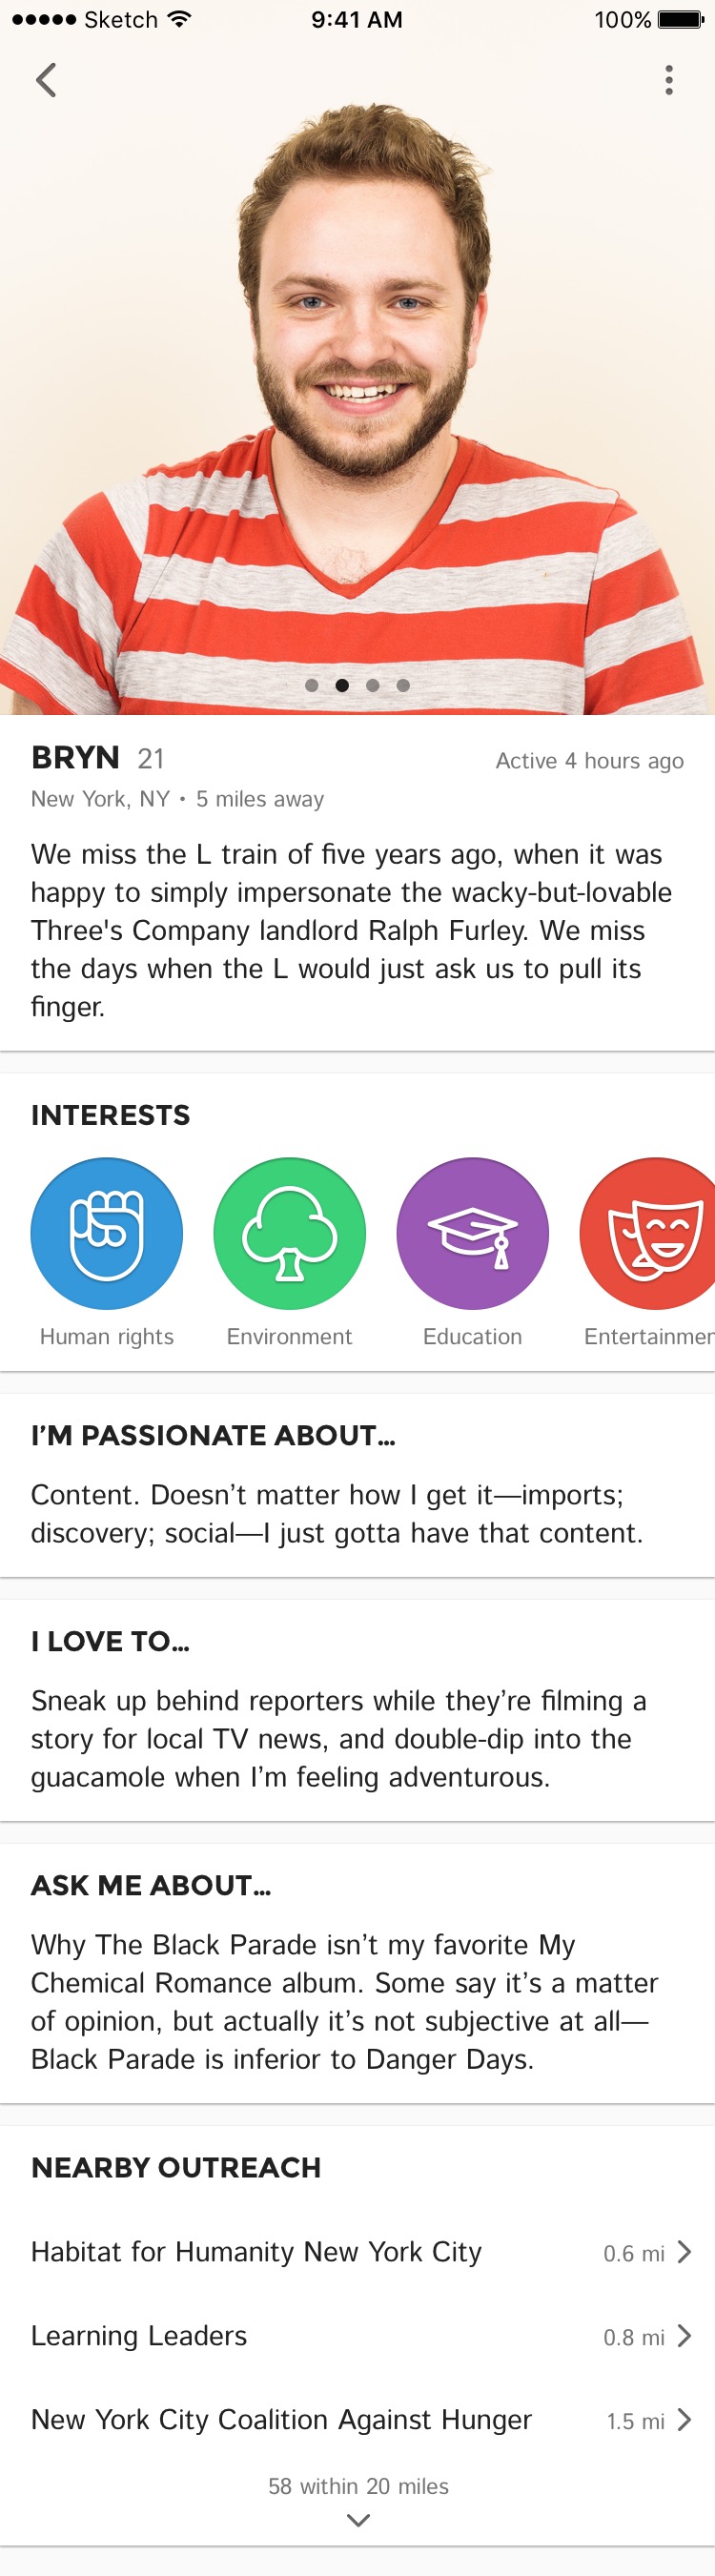 Sketch 9:41 AM 100%
BRYN 21 Active 4 hours ago
New York, NY • 5 miles away
We miss the L train of five years ago, when it was
happy to simply impersonate the wacky-but-lovable
Three's Company landlord Ralph Furley. We miss
the days when the L would just ask us to pull its
finger.
INTERESTS
Human rights Environment Education Entertainmen
I’M PASSIONATE ABOUT…
Content. Doesn’t matter how I get it—imports;
discovery; social—I just gotta have that content.
I LOVE TO…
Sneak up behind reporters while they’re filming a
story for local TV news, and double-dip into the
guacamole when I’m feeling adventurous.
ASK ME ABOUT…
Why The Black Parade isn’t my favorite My
Chemical Romance album. Some say it’s a matter
of opinion, but actually it’s not subjective at all—
Black Parade is inferior to Danger Days.
NEARBY OUTREACH
Habitat for Humanity New York City 0.6 mi
Learning Leaders 0.8 mi
New York City Coalition Against Hunger 1.5 mi
58 within 20 miles